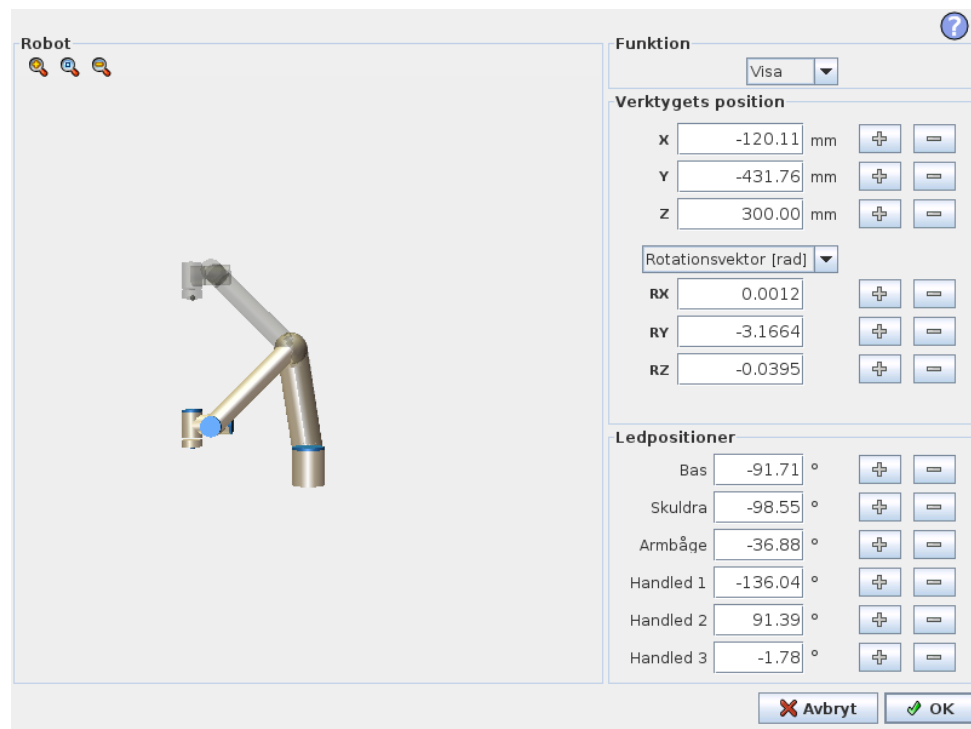 Robot
Funktion
Visa
Verktygets position
X -120.11 mm
Y -431.76 mm
Z 300.00 mm
Rotationsvektor [rad]
RX 0.0012
RY -3.1664
RZ -0.0395
Ledpositioner
Bas -91.71 °
Skuldra -98.55 °
Armbåge -36.88 °
Handled 1 -136.04 °
Handled 2 91.39 °
Handled 3 -1.78 °
Avbryt OK